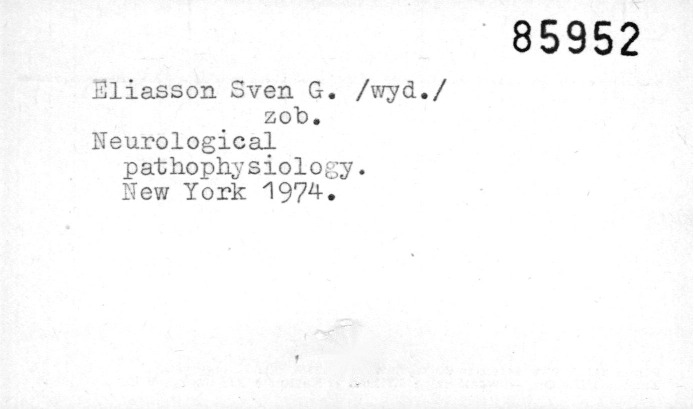 85952
Eliasson Sven G. /wyd./
zob.
Neurological
pathophysiology.
New York 1974.